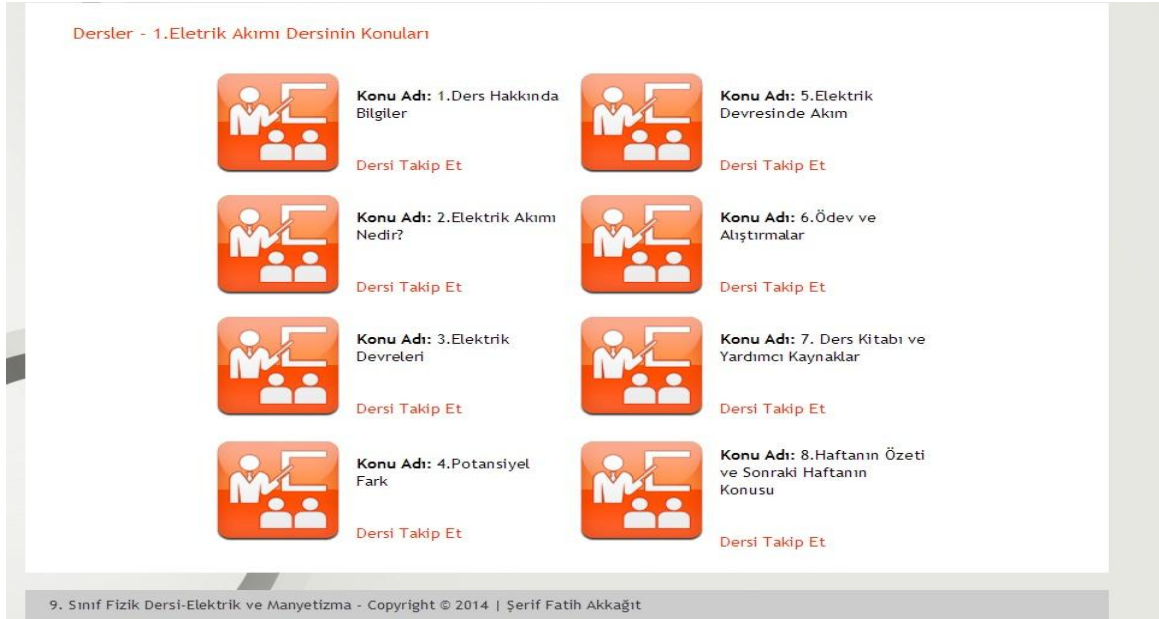 Dersler - 1.Eletrik Akımı Dersinin Konuları
Konu Adı: 1.Ders Hakkında
Bilgiler
Dersi Takip Et
Konu Adı: 2.Elektrik Akımı
Nedir?
Dersi Takip Et
Konu Adı: 3.Elektrik
Devreleri
Dersi Takip Et
Konu Adı: 4.Potansiyel
Fark
Dersi Takip Et
Konu Adı: 5.Elektrik
Devresinde Akım
Dersi Takip Et
Konu Adı: 6.Ödev ve
Alıştırmalar
Dersi Takip Et
Konu Adı: 7. Ders Kitabı ve
Yardımcı Kaynaklar
Dersi Takip Et
Konu Adı: 8.Haftanın Özeti
ve Sonraki Haftanın
Konusu
Dersi Takip Et
9. Sınıf Fizik Dersi-Elektrik ve Manyetizma - Copyright © 2014 | Şerif Fatih Akkağıt